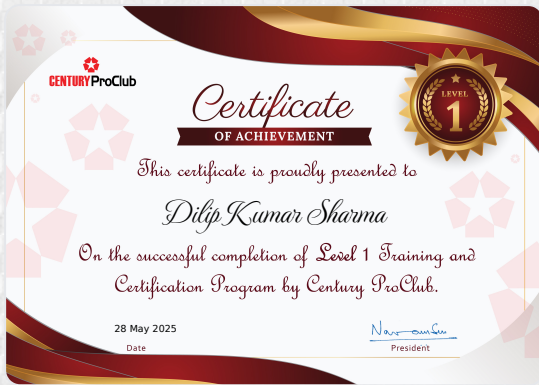 CENTURY ProClub
Certificate
OF ACHIEVEMENT
LEVEL
1
This certificate is proudly presented to
Dilip Kumar Sharma
On the successful completion of Level 1 Training and
Certification Program by Century ProClub.
28 May 2025
Date
President